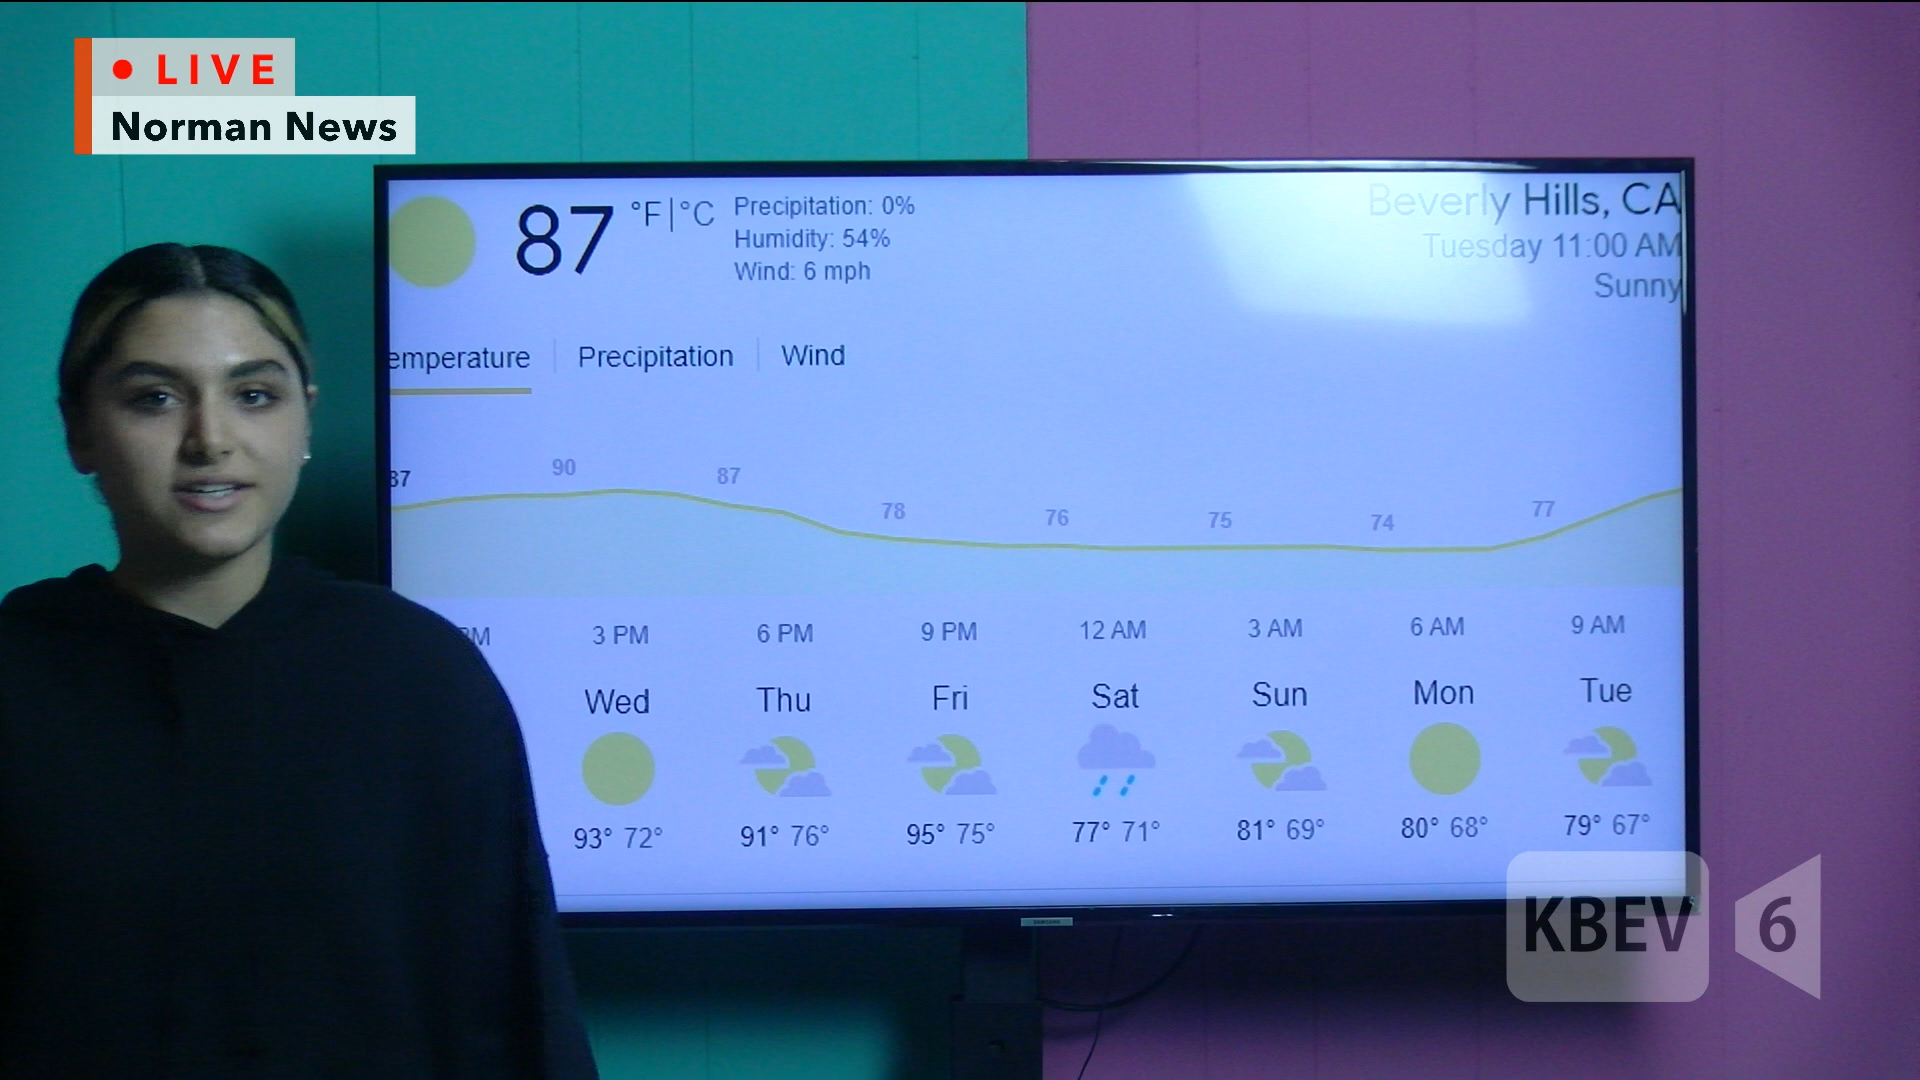 LIVE
Norman News
87 °F|°C
Precipitation: 0%
Humidity: 54%
Wind: 6 mph
Beverly Hills, CA
Tuesday 11:00 AM
Sunny
emperature Precipitation Wind
87 90 87 78 76 75 74 77
PM 3 PM 6 PM 9 PM 12 AM 3 AM 6 AM 9 AM
Wed Thu Fri Sat Sun Mon Tue
93° 72° 91° 76° 95° 75° 77° 71° 81° 69° 80° 68° 79° 67°
SAMSUNG
KBEV 6